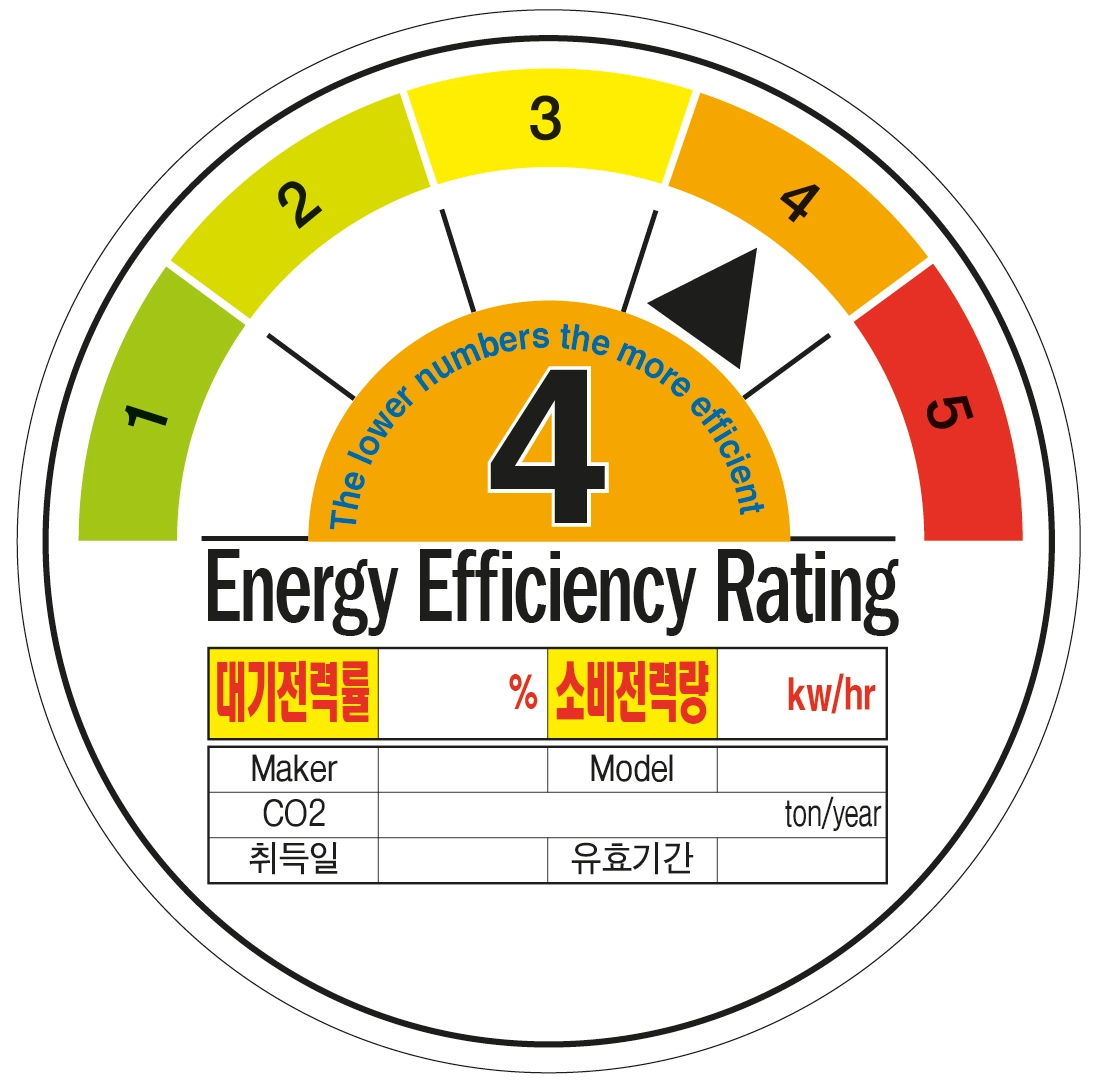 1
2
3
4
5
The lower numbers the more efficient
4
Energy Efficiency Rating
대기전력률 % 소비전력량 kw/hr
Maker Model
CO2 ton/year
취득일 유효기간